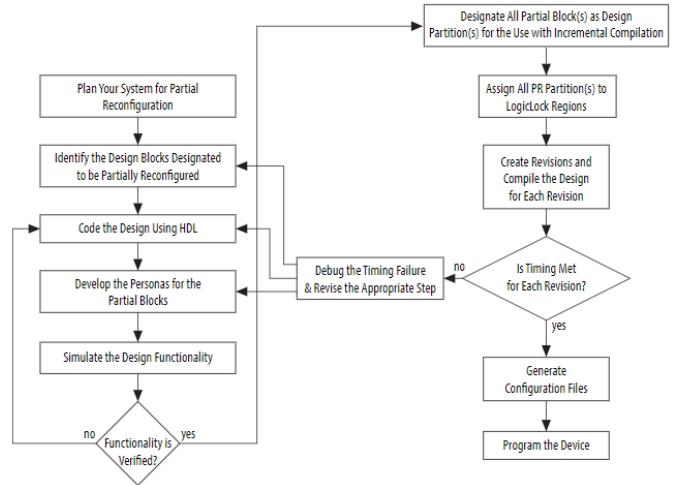 Plan Your System for Partial
Reconfiguration
Identify the Design Blocks Designated
to be Partially Reconfigured
Code the Design Using HDL
Develop the Personas for the
Partial Blocks
Simulate the Design Functionality
no
Functionality is
Verified?
yes
Designate All Partial Block(s) as Design
Partition(s) for the Use with Incremental Compilation
Assign All PR Partition(s) to
LogicLock Regions
Create Revisions and
Compile the Design
for Each Revision
Is Timing Met
for Each Revision?
no
Debug the Timing Failure
& Revise the Appropriate Step
yes
Generate
Configuration Files
Program the Device